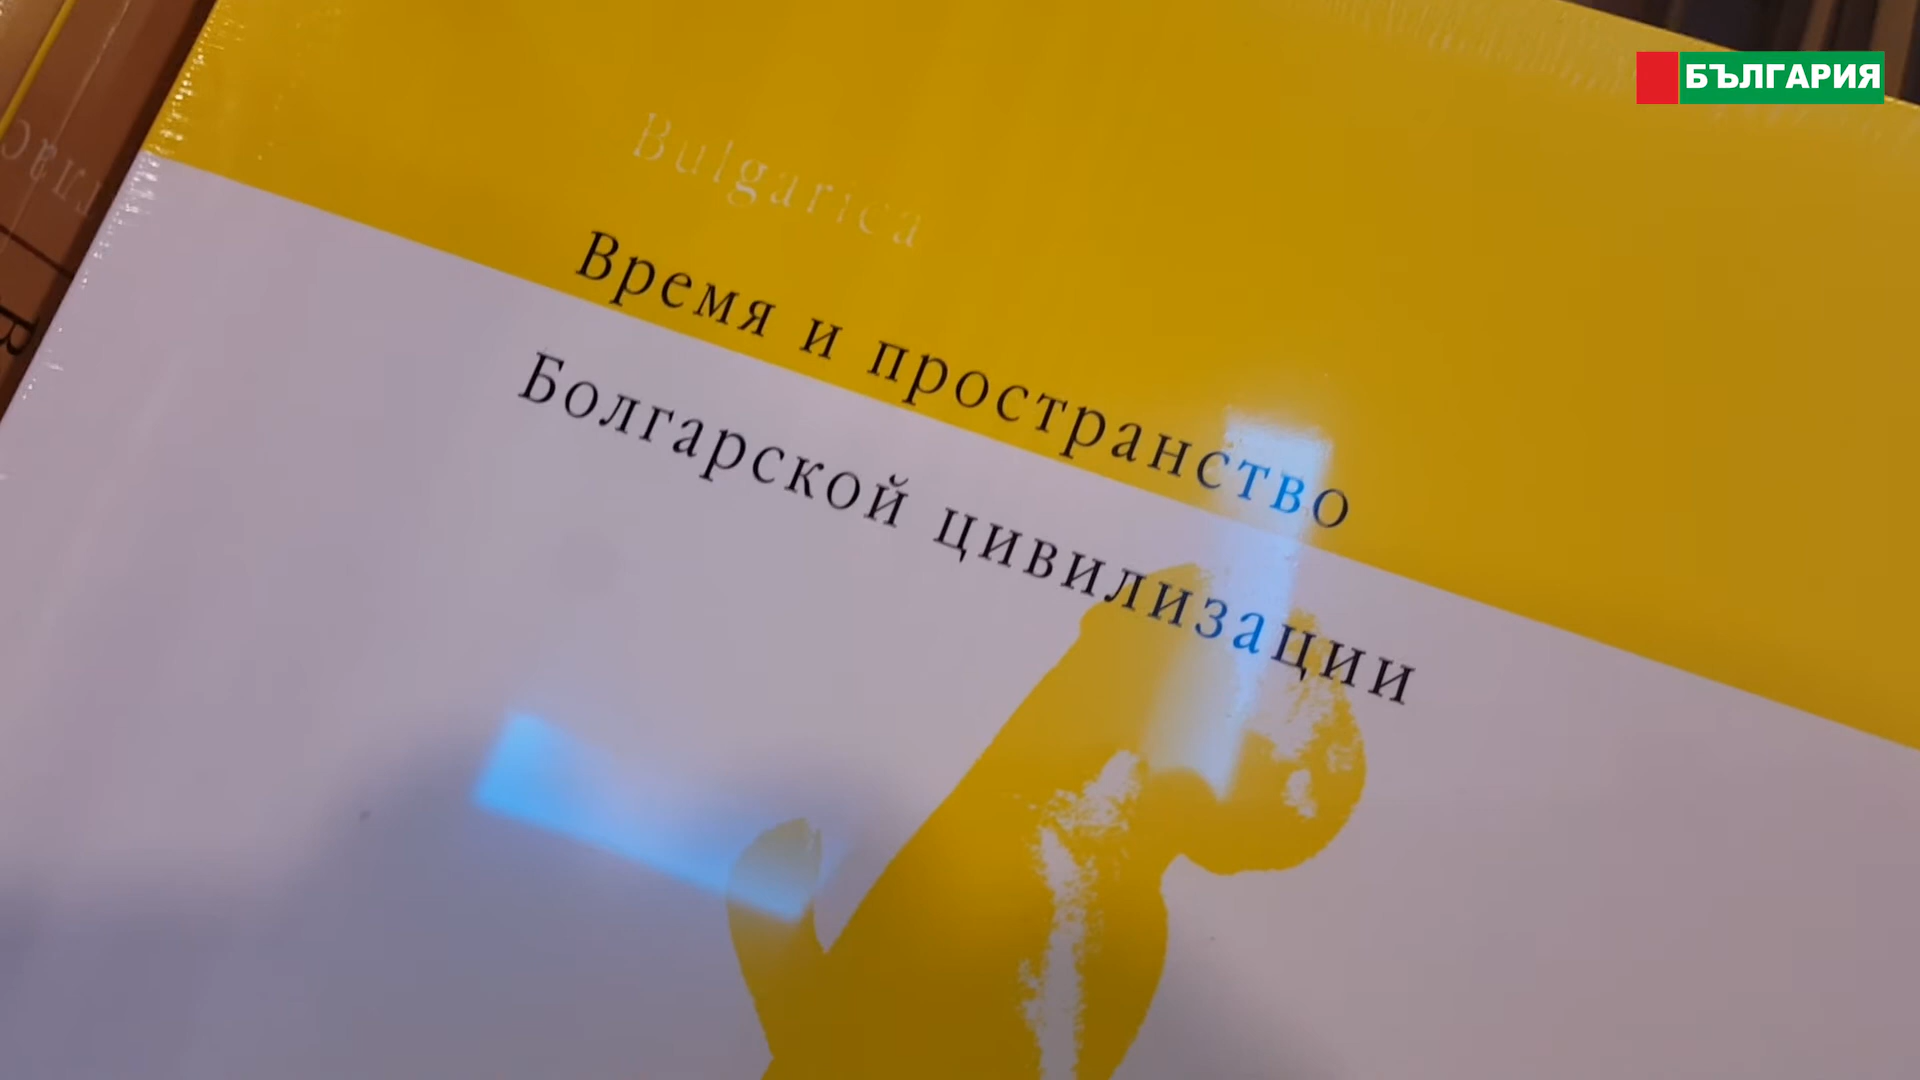 БЪЛГАРИЯ
Bulgarica
Время и пространство
Болгарской цивилизации